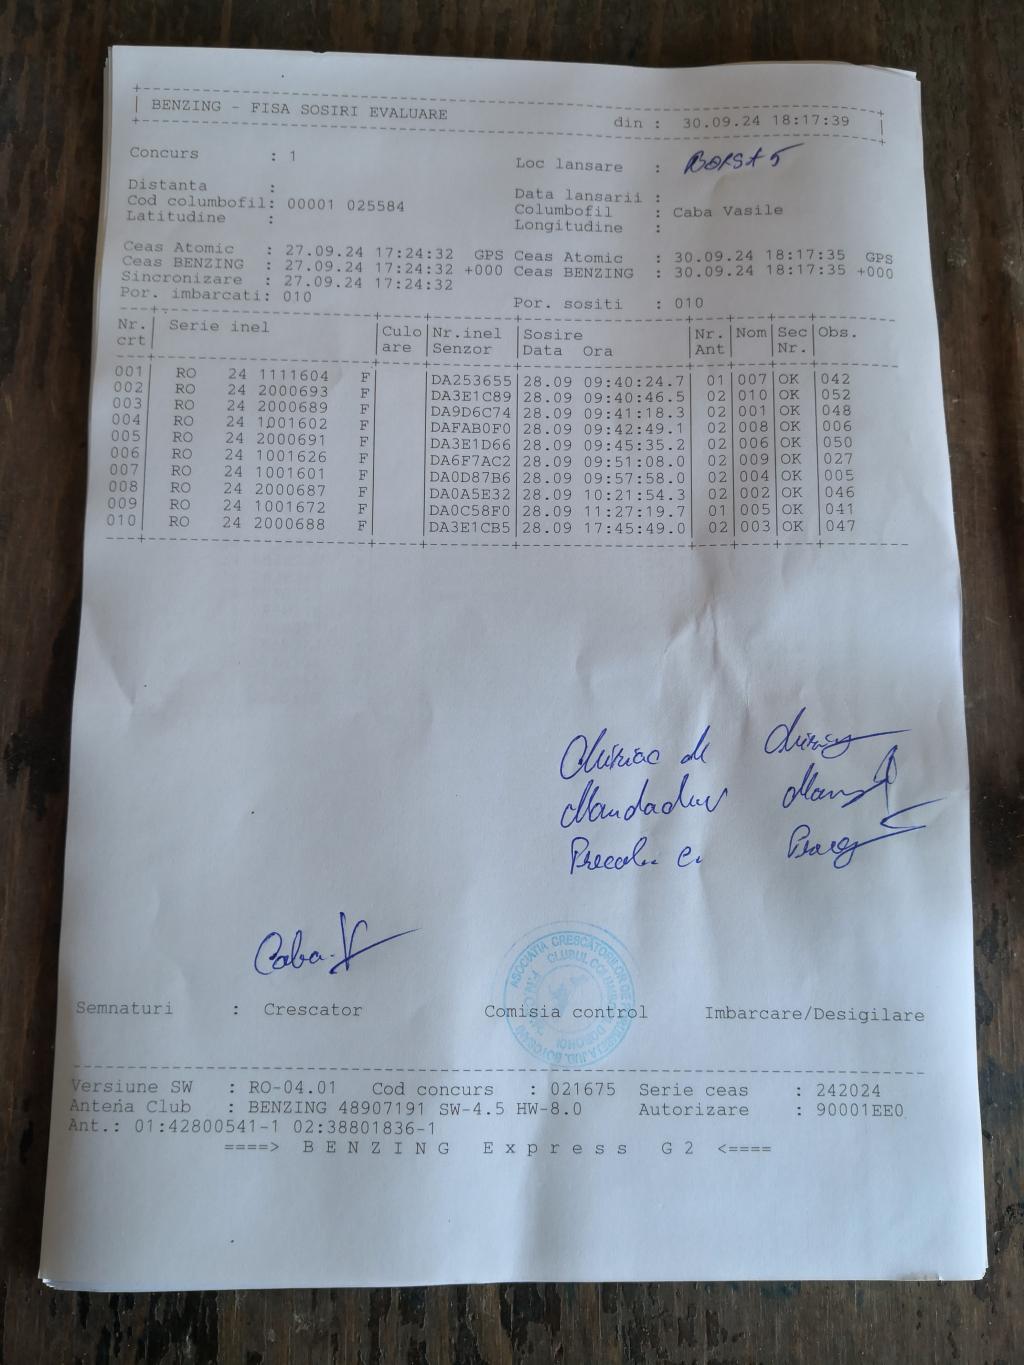 BENZING - FISA SOSIRI EVALUARE din : 30.09.24 18:17:39
Concurs : 1 Loc lansare : BORSA 5
Distanta : Data lansarii :
Cod columbofil: 00001 025584 Columbofil : Caba Vasile
Latitudine : Longitudine :
Ceas Atomic : 27.09.24 17:24:32 GPS Ceas Atomic : 30.09.24 18:17:35 GPS
Ceas BENZING : 27.09.24 17:24:32 +000 Ceas BENZING : 30.09.24 18:17:35 +000
Sincronizare : 27.09.24 17:24:32
Por. imbarcati: 010 Por. sositi : 010
Nr. Serie inel Culo Nr.inel Sosire Nr. Nom Sec Obs.
crt are Senzor Data Ora Ant Nr.
001 RO 24 1111604 F DA253655 28.09 09:40:24.7 01 007 OK 042
002 RO 24 2000693 F DA3E1C89 28.09 09:40:46.5 02 010 OK 052
003 RO 24 2000689 F DA9D6C74 28.09 09:41:18.3 02 001 OK 048
004 RO 24 1001602 F DAFAB0F0 28.09 09:42:49.1 02 008 OK 006
005 RO 24 2000691 F DA3E1D66 28.09 09:45:35.2 02 006 OK 050
006 RO 24 1001626 F DA6F7AC2 28.09 09:51:08.0 02 009 OK 027
007 RO 24 1001601 F DA0D87B6 28.09 09:57:58.0 02 004 OK 005
008 RO 24 2000687 F DA0A5E32 28.09 10:21:54.3 02 002 OK 046
009 RO 24 1001672 F DA0C58F0 28.09 11:27:19.7 01 005 OK 041
010 RO 24 2000688 F DA3E1CB5 28.09 17:45:49.0 02 003 OK 047
Caba. V
ASOCIATIA CRESCATORILOR DE
CLUBUL
DOROHOI
JUD. BOTOSANI
Semnaturi : Crescator Comisia control Imbarcare/Desigilare
Versiune SW : RO-04.01 Cod concurs : 021675 Serie ceas : 242024
Antena Club : BENZING 48907191 SW-4.5 HW-8.0 Autorizare : 90001EE0
Ant.: 01:42800541-1 02:38801836-1
====> B E N Z I N G E x p r e s s G 2 <====